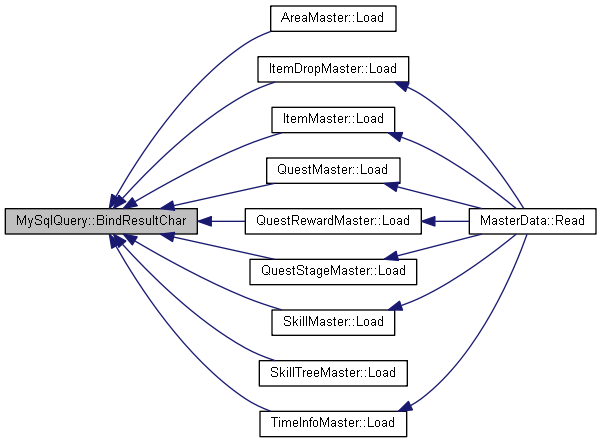 AreaMaster::Load
ItemDropMaster::Load
ItemMaster::Load
QuestMaster::Load
MySqlQuery::BindResultChar
QuestRewardMaster::Load
MasterData::Read
QuestStageMaster::Load
SkillMaster::Load
SkillTreeMaster::Load
TimeInfoMaster::Load